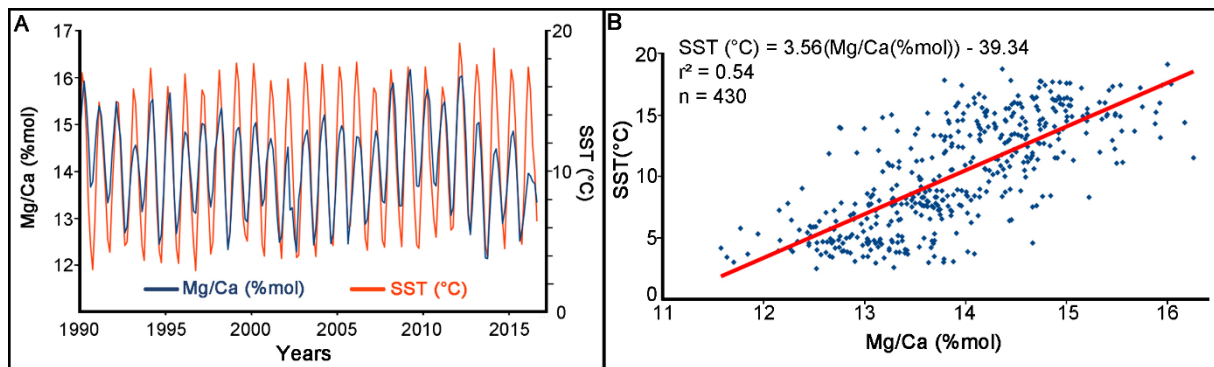 A
17
16
15
14
13
12
Mg/Ca (%mol)
20
10
0
SST (°C)
Mg/Ca (%mol)
SST (°C)
1990 1995 2000 2005 2010 2015
Years
B
SST (°C) = 3.56(Mg/Ca(%mol)) - 39.34
r² = 0.54
n = 430
20
15
10
5
0
SST(°C)
11 12 13 14 15 16
Mg/Ca (%mol)